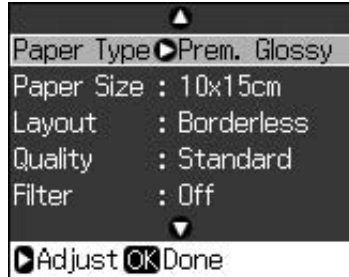 Paper Type Prem. Glossy
Paper Size : 10x15cm
Layout : Borderless
Quality : Standard
Filter : Off
Adjust OK Done